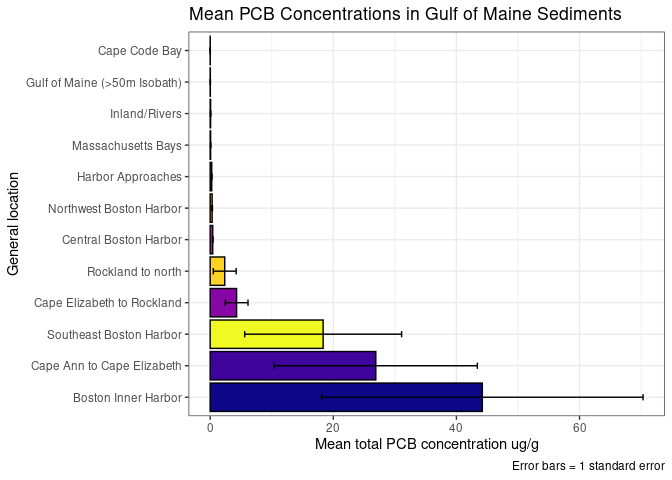 Mean PCB Concentrations in Gulf of Maine Sediments
General location
Cape Code Bay
Gulf of Maine (>50m Isobath)
Inland/Rivers
Massachusetts Bays
Harbor Approaches
Northwest Boston Harbor
Central Boston Harbor
Rockland to north
Cape Elizabeth to Rockland
Southeast Boston Harbor
Cape Ann to Cape Elizabeth
Boston Inner Harbor
0 20 40 60
Mean total PCB concentration ug/g
Error bars = 1 standard error